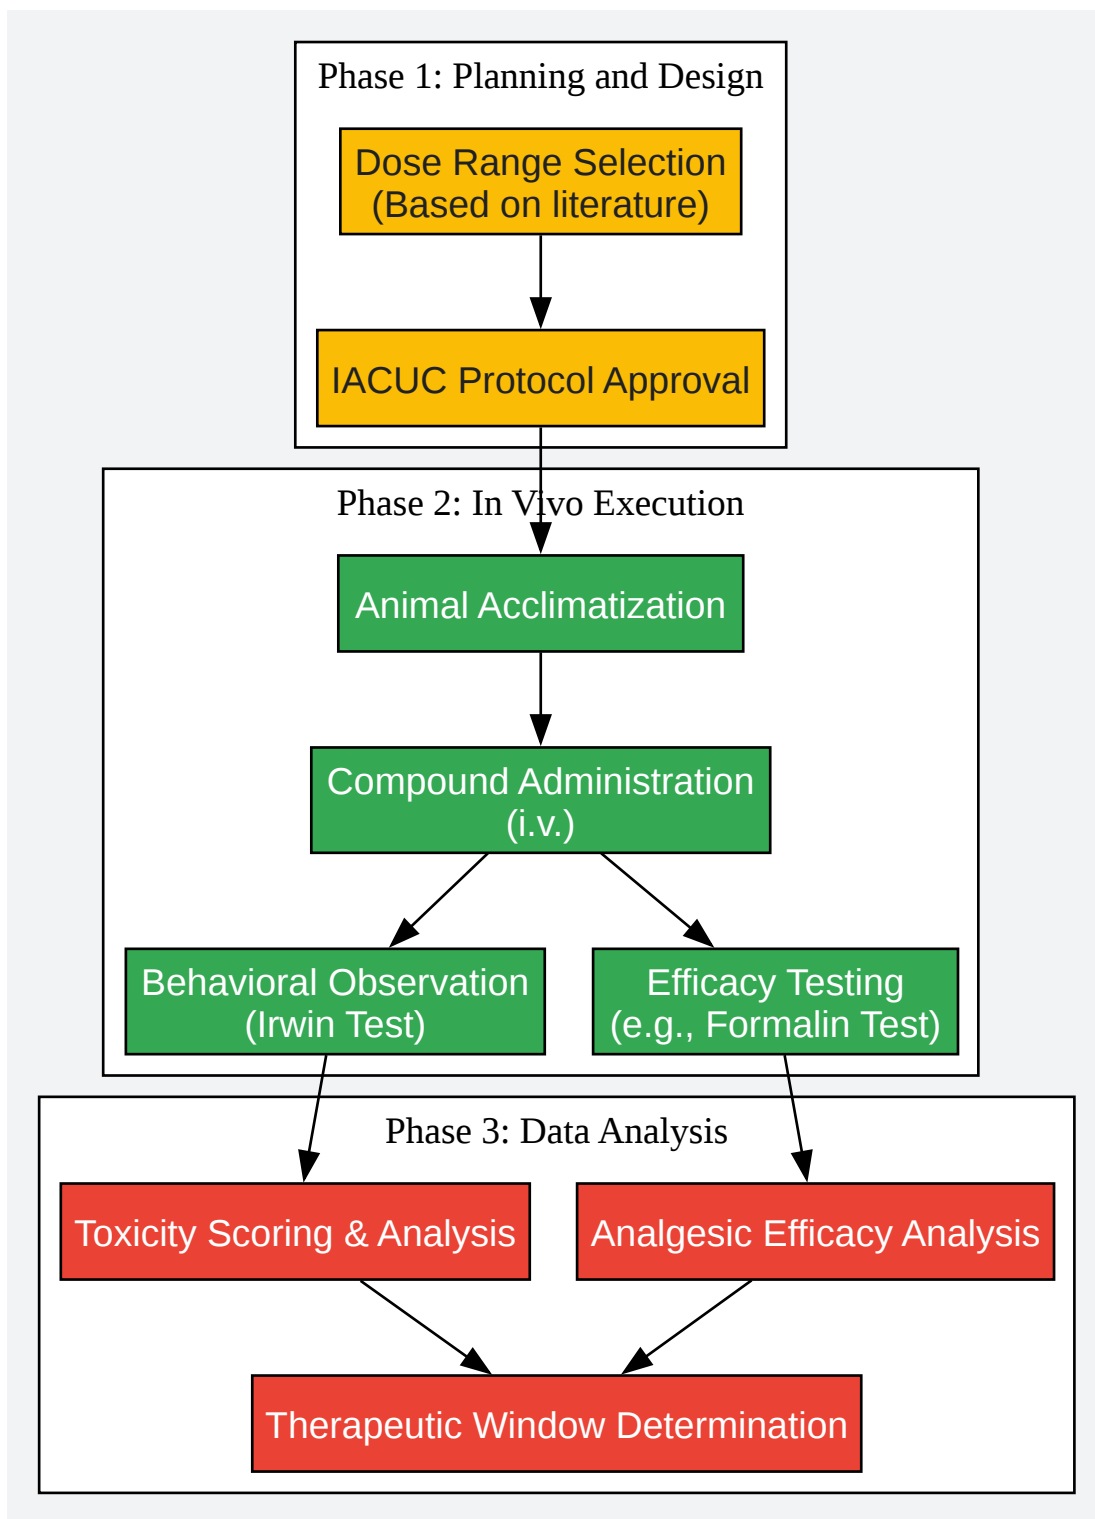 Phase 1: Planning and Design
Dose Range Selection
(Based on literature)
IACUC Protocol Approval
Phase 2: In Vivo Execution
Animal Acclimatization
Compound Administration
(i.v.)
Behavioral Observation
(Irwin Test)
Efficacy Testing
(e.g., Formalin Test)
Phase 3: Data Analysis
Toxicity Scoring & Analysis
Analgesic Efficacy Analysis
Therapeutic Window Determination